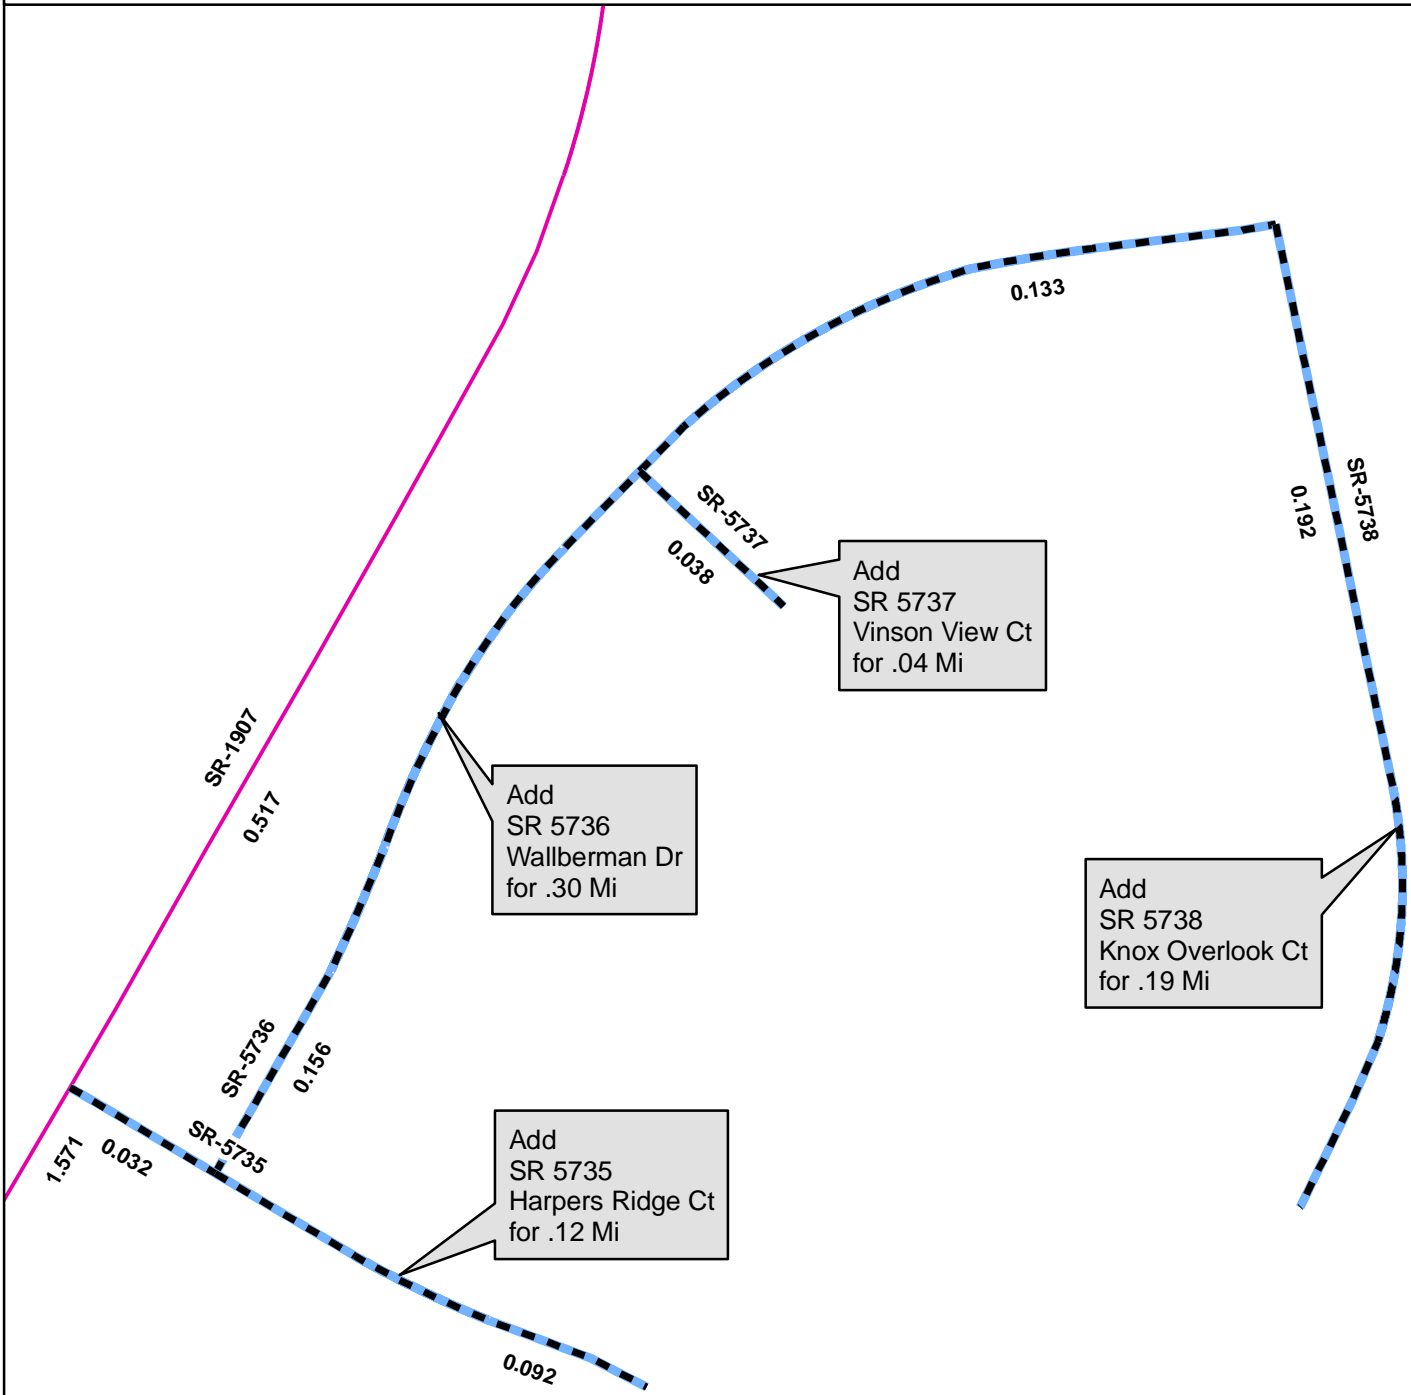 0.133
SR-5738
0.192
SR-5737
0.038
Add
SR 5737
Vinson View Ct
for .04 Mi
SR-1907
0.517
Add
SR 5736
Wallberman Dr
for .30 Mi
Add
SR 5738
Knox Overlook Ct
for .19 Mi
SR-5736
0.156
SR-5735
0.032
1.571
Add
SR 5735
Harpers Ridge Ct
for .12 Mi
0.092